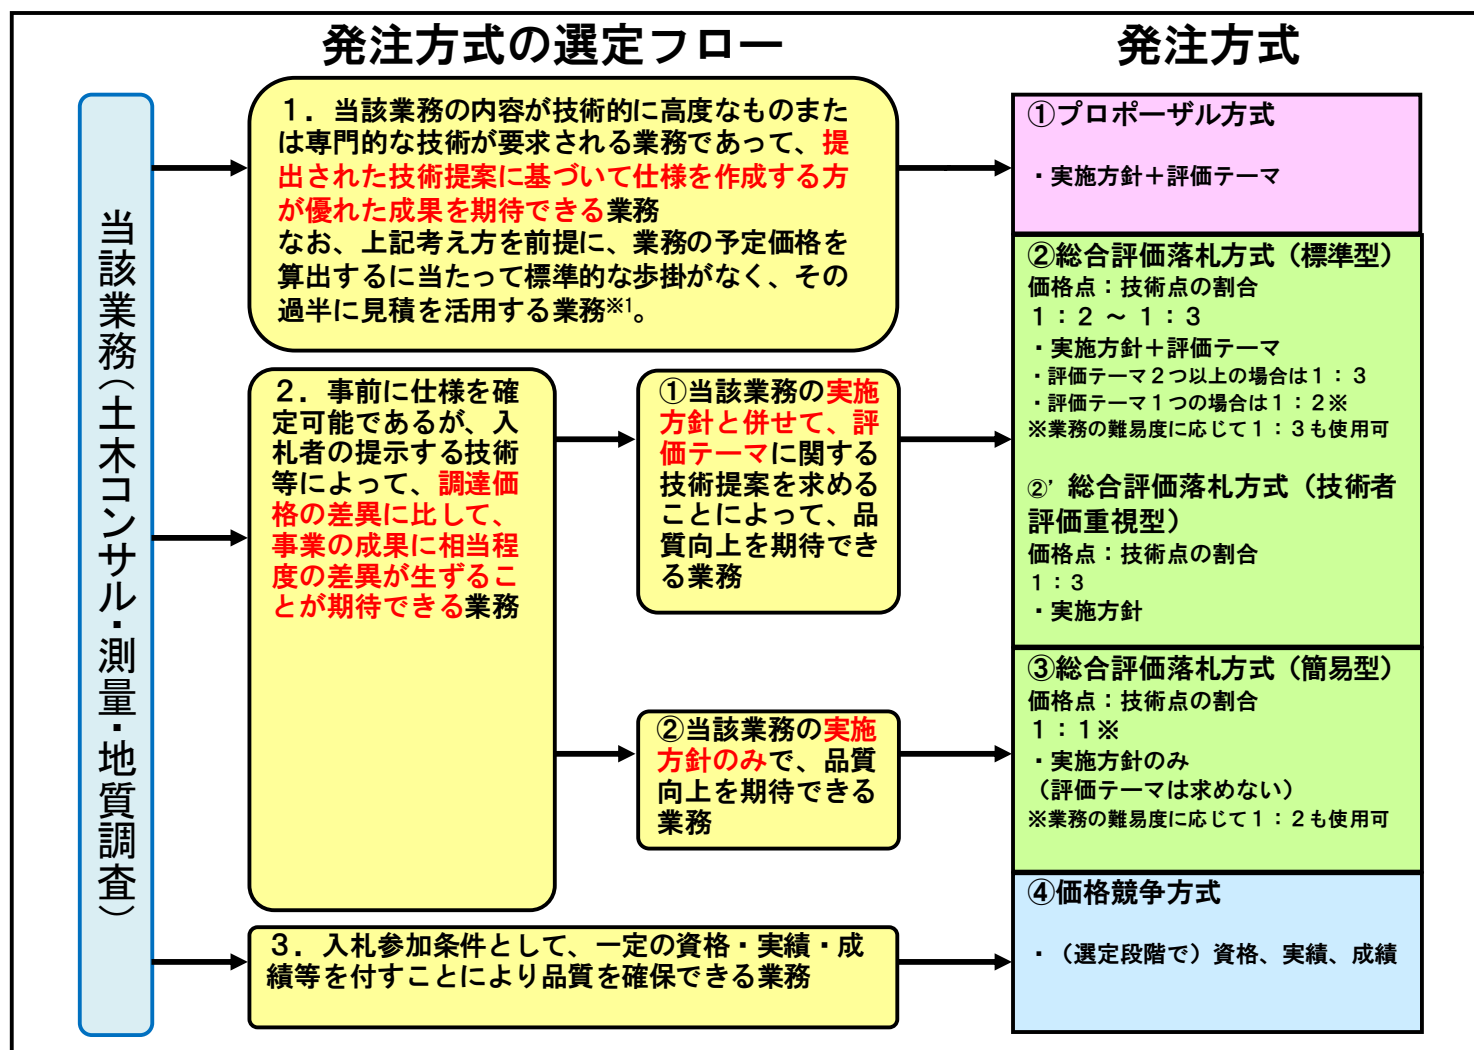 発注方式の選定フロー
発注方式
当該業務（土木コンサル・測量・地質調査）
１．当該業務の内容が技術的に高度なものまた
は専門的な技術が要求される業務であって、提
出された技術提案に基づいて仕様を作成する方
が優れた成果を期待できる業務
なお、上記考え方を前提に、業務の予定価格を
算出するに当たって標準的な歩掛がなく、その
過半に見積を活用する業務※1。
２．事前に仕様を確
定可能であるが、入
札者の提示する技術
等によって、調達価
格の差異に比して、
事業の成果に相当程
度の差異が生ずるこ
とが期待できる業務
①当該業務の実施
方針と併せて、評
価テーマに関する
技術提案を求める
ことによって、品
質向上を期待でき
る業務
②当該業務の実施
方針のみで、品質
向上を期待できる
業務
３．入札参加条件として、一定の資格・実績・成
績等を付すことにより品質を確保できる業務
①プロポーザル方式
・実施方針＋評価テーマ
②総合評価落札方式（標準型）
価格点：技術点の割合
１：２ ～ １：３
・実施方針＋評価テーマ
・評価テーマ２つ以上の場合は１：３
・評価テーマ１つの場合は１：２※
※業務の難易度に応じて１：３も使用可
②’ 総合評価落札方式（技術者
評価重視型）
価格点：技術点の割合
１：３
・実施方針
③総合評価落札方式（簡易型）
価格点：技術点の割合
１：１※
・実施方針のみ
（評価テーマは求めない）
※業務の難易度に応じて１：２も使用可
④価格競争方式
・（選定段階で）資格、実績、成績